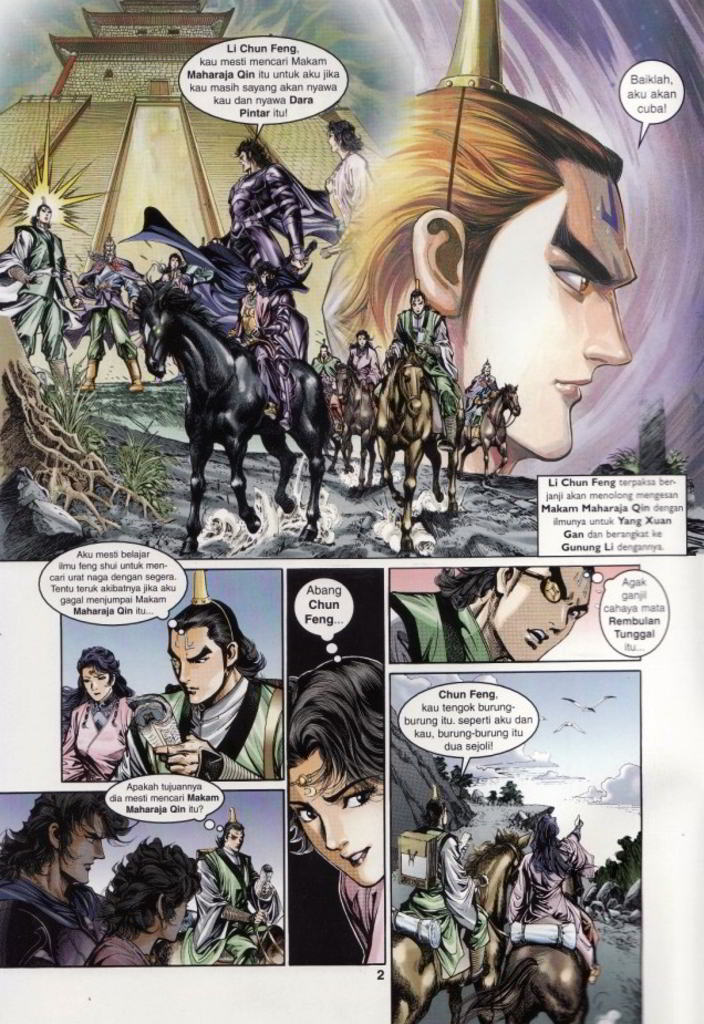 Li Chun Feng,
kau mesti mencari Makam
Maharaja Qin itu untuk aku jika
kau masih sayang akan nyawa
kau dan nyawa Dara
Pintar itu!
Baiklah,
aku akan
cuba!
Li Chun Feng terpaksa ber-
janji akan menolong mengesan
Makam Maharaja Qin dengan
ilmunya untuk Yang Xuan
Gan dan berangkat ke
Gunung Li dengannya.
Aku mesti belajar
ilmu feng shui untuk men-
cari urat naga dengan segera.
Tentu teruk akibatnya jika aku
gagal menjumpai Makam
Maharaja Qin itu...
Abang
Chun
Feng...
Agak
ganjil
cahaya mata
Rembulan
Tunggal
itu...
Apakah tujuannya
dia mesti mencari Makam
Maharaja Qin itu?
Chun Feng,
kau tengok burung-
burung itu. seperti aku dan
kau, burung-burung itu
dua sejoli!
2